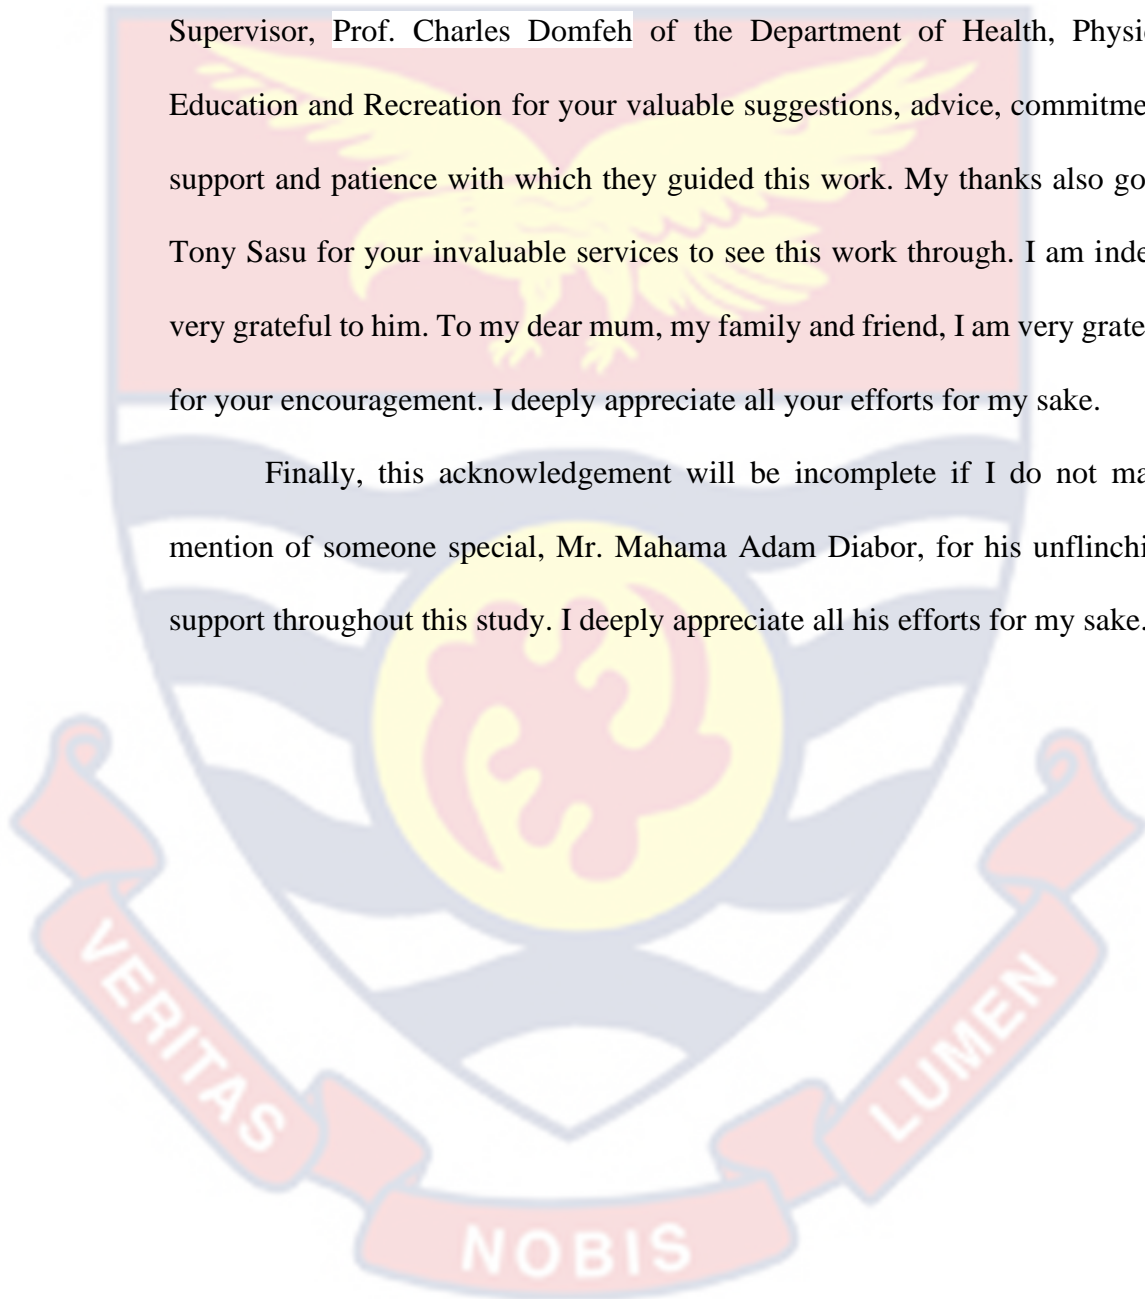 Supervisor, Prof. Charles Domfeh of the Department of Health, Physic
Education and Recreation for your valuable suggestions, advice, commitme
support and patience with which they guided this work. My thanks also go
Tony Sasu for your invaluable services to see this work through. I am inde
very grateful to him. To my dear mum, my family and friend, I am very grate
for your encouragement. I deeply appreciate all your efforts for my sake.
Finally, this acknowledgement will be incomplete if I do not ma
mention of someone special, Mr. Mahama Adam Diabor, for his unflinchi
support throughout this study. I deeply appreciate all his efforts for my sake.
VERITAS
NOBIS
LUMEN